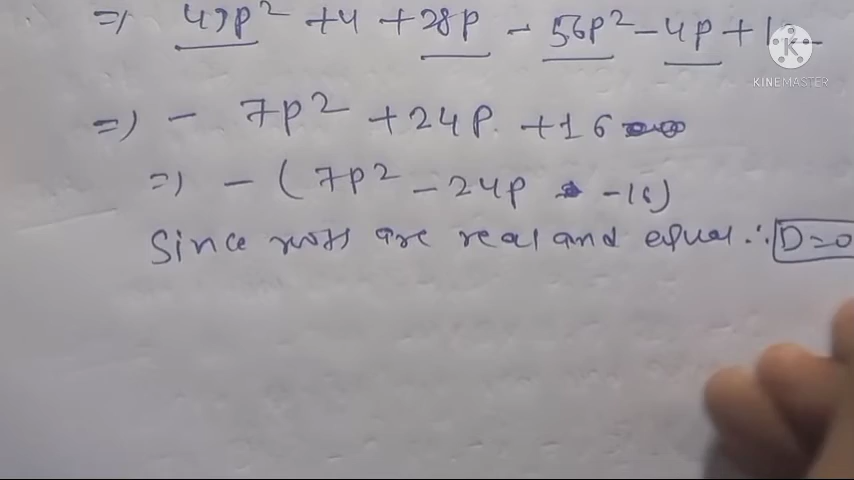 =) 49p² + 4 + 28p - 56p² - 4p + 12
KINEMASTER
=) - 7p² + 24p + 16
=) - (7p² - 24p - 16)
Since roots are real and equal ∴ D=0